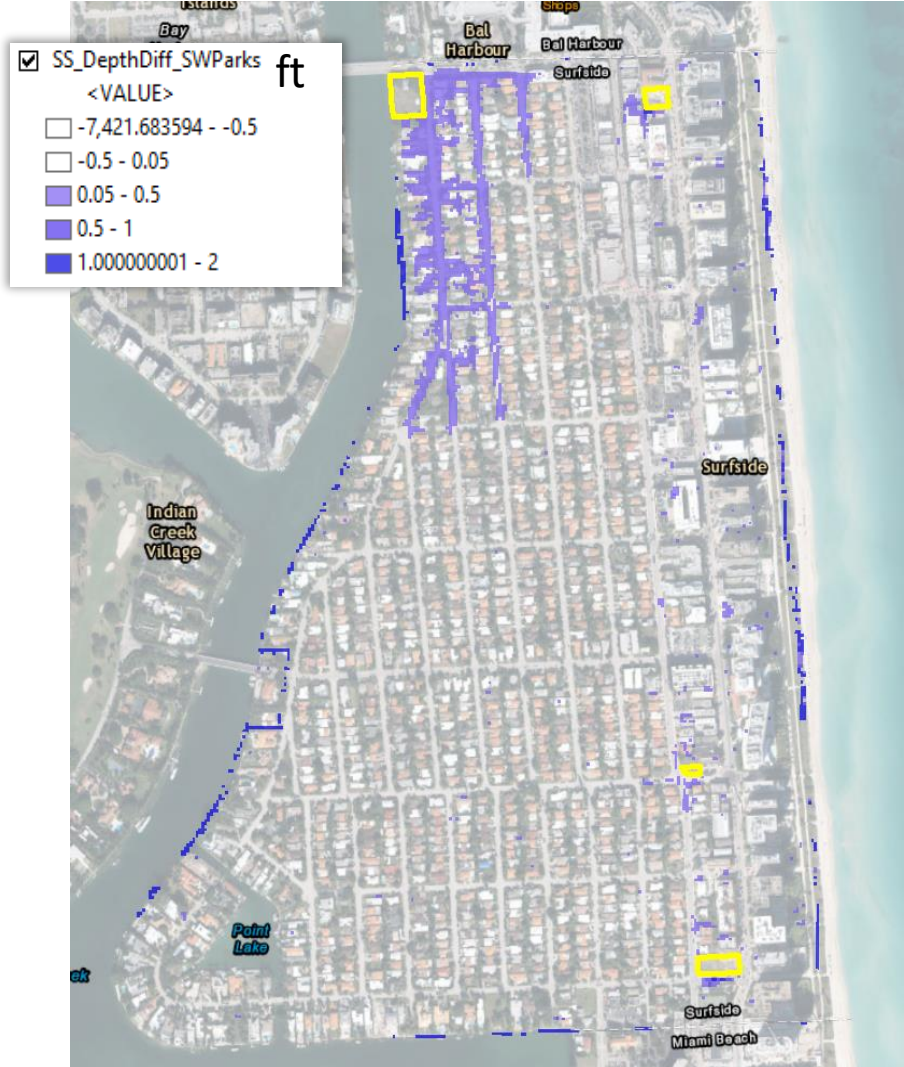 Islands
Bay
Shops
Bal
Harbour
Bal Harbour
Surfside
SS_DepthDiff_SWParks ft
<VALUE>
-7,421.683594 - -0.5
-0.5 - 0.05
0.05 - 0.5
0.5 - 1
1.000000001 - 2
Surfside
Indian
Creek
Village
Point
Lake
ek
Surfside
Miami Beach